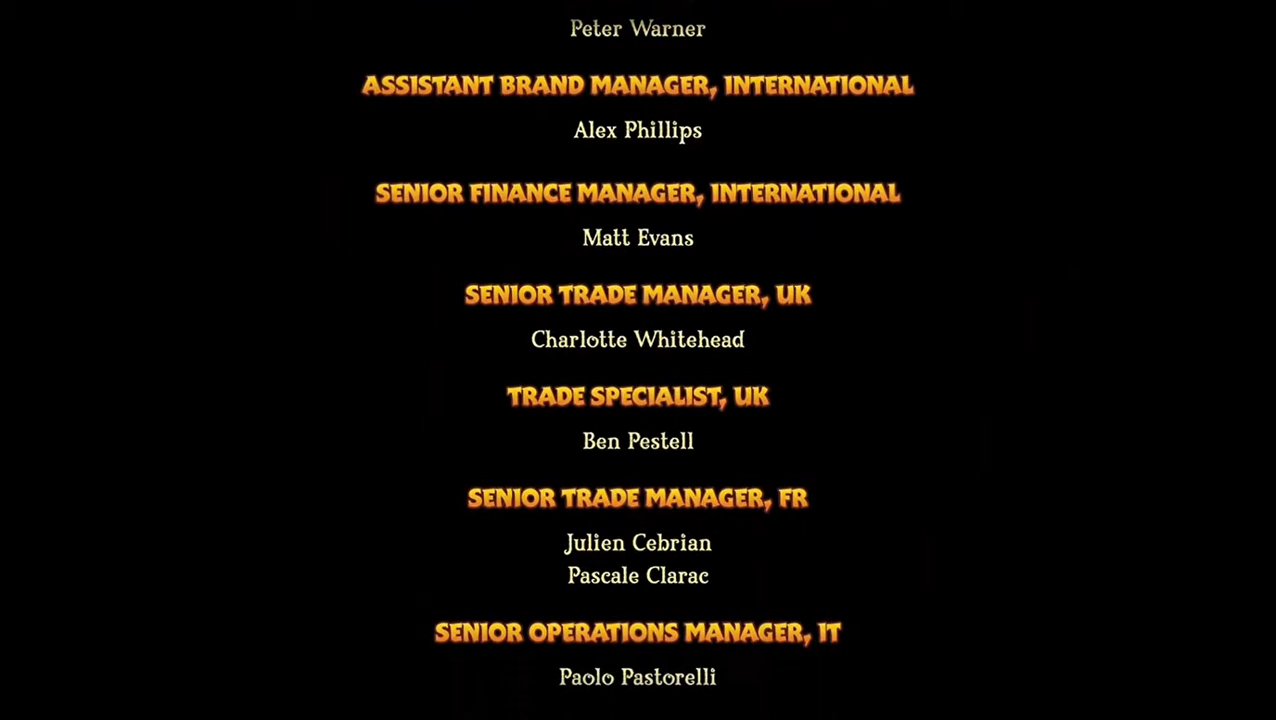 Peter Warner
ASSISTANT BRAND MANAGER, INTERNATIONAL
Alex Phillips
SENIOR FINANCE MANAGER, INTERNATIONAL
Matt Evans
SENIOR TRADE MANAGER, UK
Charlotte Whitehead
TRADE SPECIALIST, UK
Ben Pestell
SENIOR TRADE MANAGER, FR
Julien Cebrian
Pascale Clarac
SENIOR OPERATIONS MANAGER, IT
Paolo Pastorelli